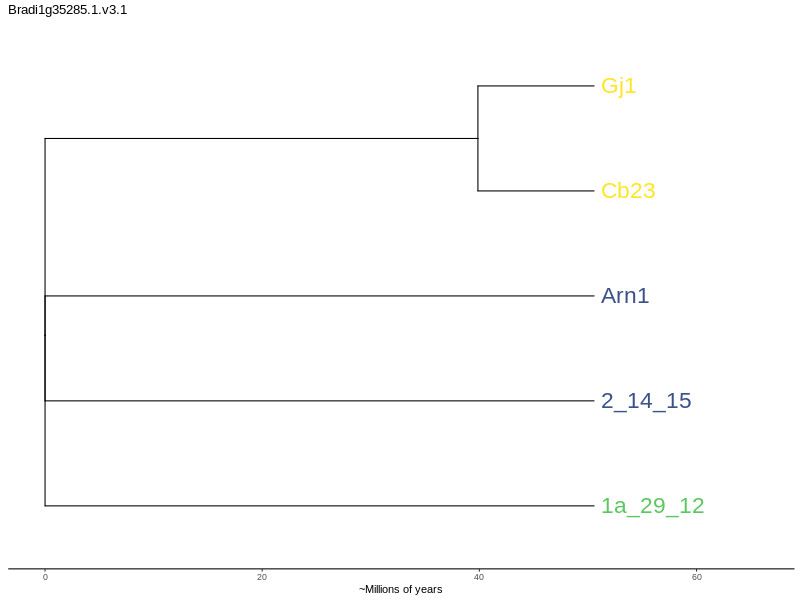 Bradi1g35285.1.v3.1
Gj1
Cb23
Arn1
2_14_15
1a_29_12
0 20 40 60
~Millions of years